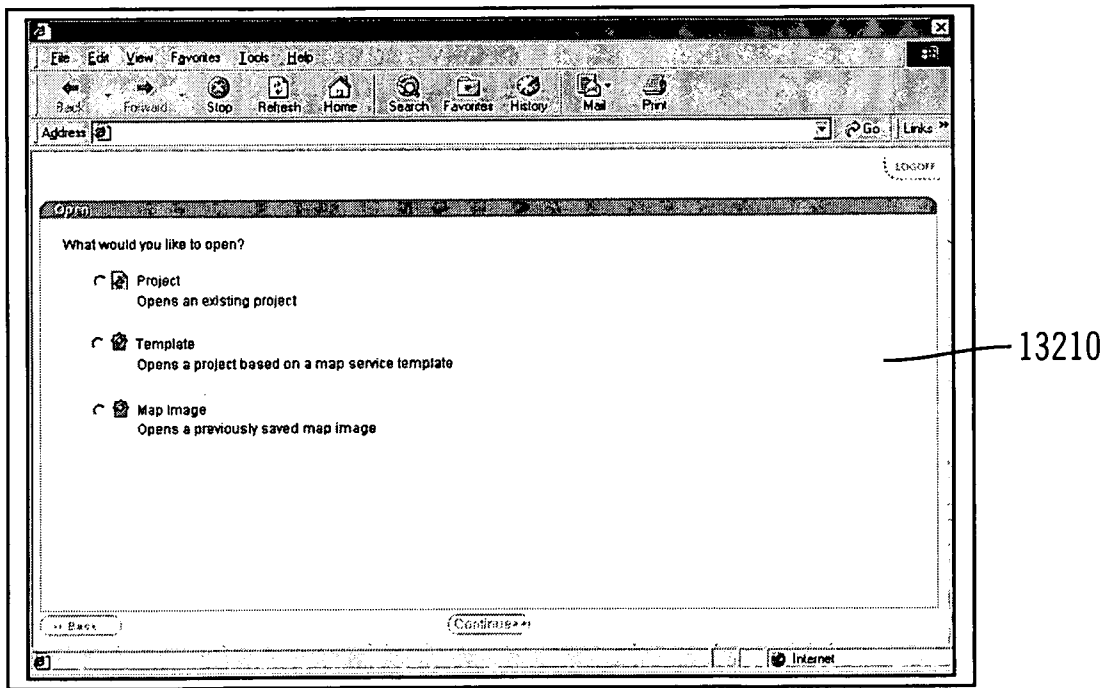 File Edit View Favorites Tools Help
Back Forward Stop Refresh Home Search Favorites History Mail Print
Address Go Links »
LOGOFF
Open
What would you like to open?
Project
Opens an existing project
Template
Opens a project based on a map service template
Map Image
Opens a previously saved map image
13210
Back Continue
Internet